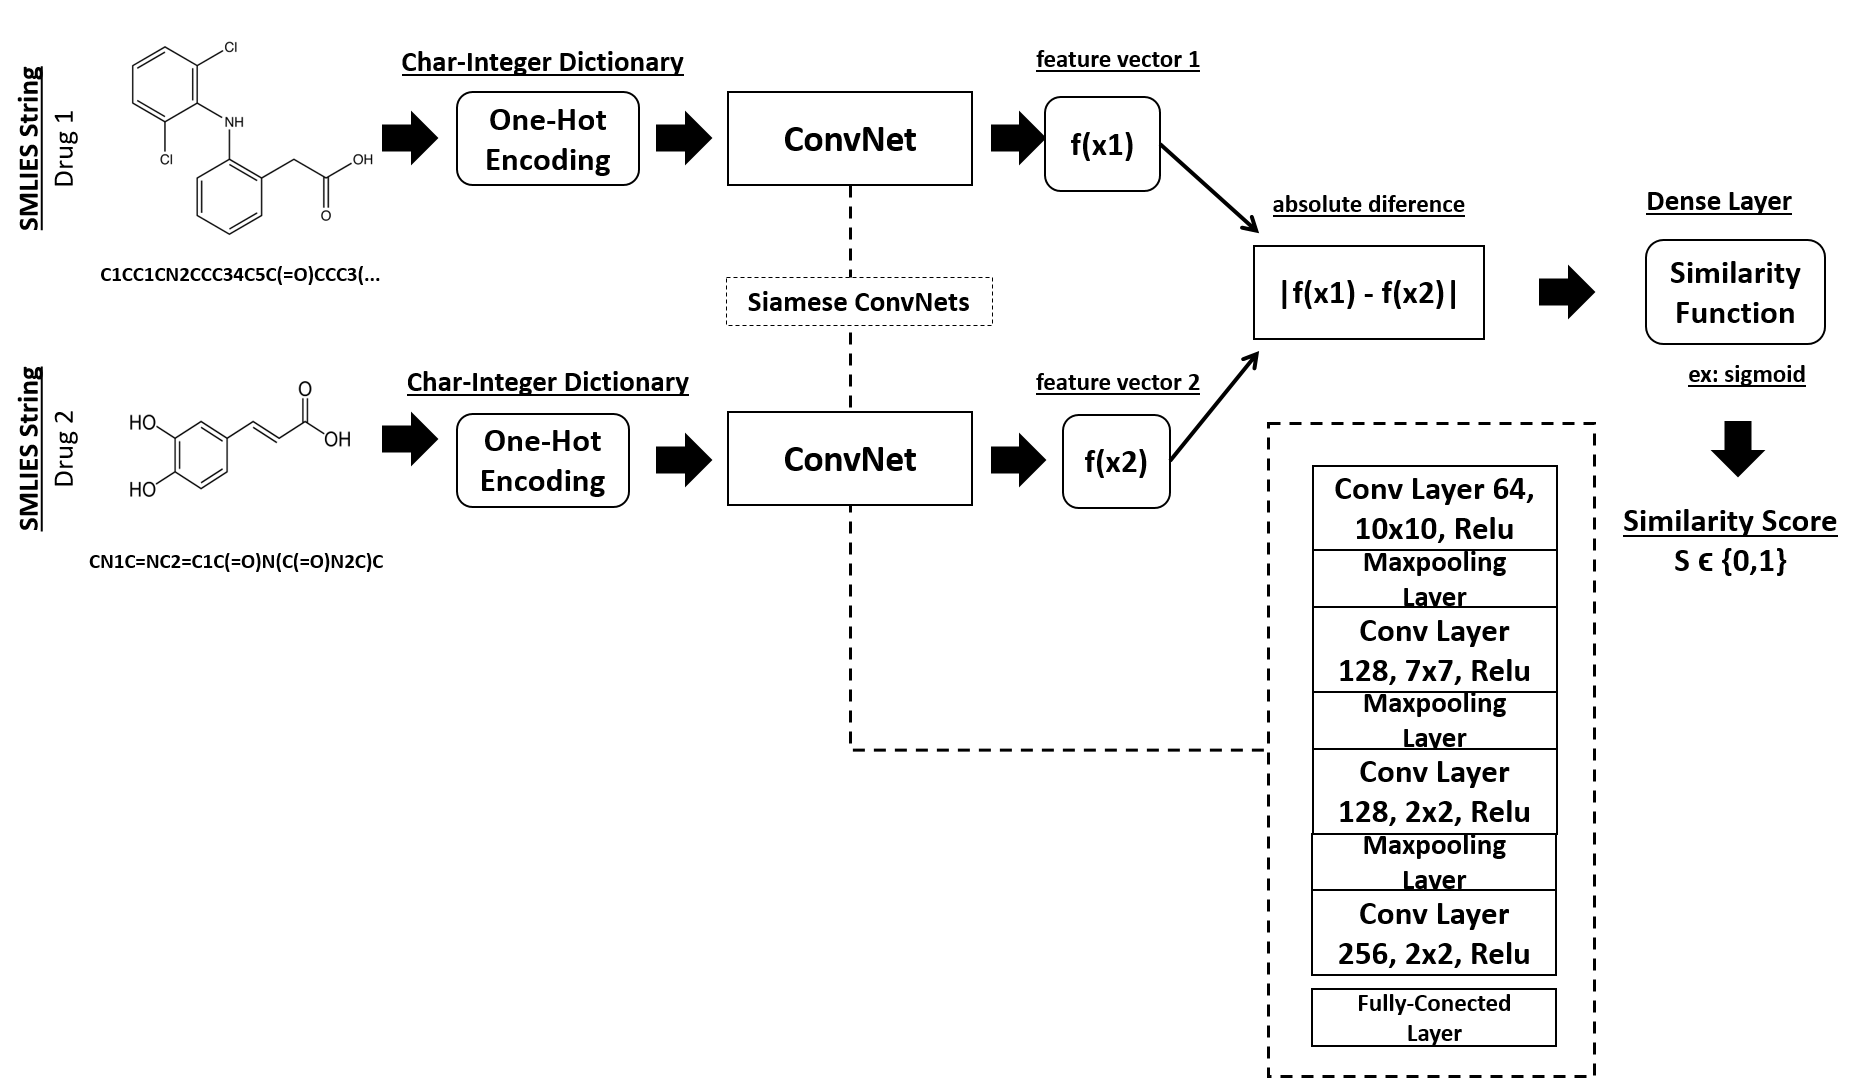 SMLIES String
Drug 1
Cl
NH
Cl
OH
O
C1CC1CN2CCC34C5C(=O)CCC3(...
Char-Integer Dictionary
One-Hot
Encoding
ConvNet
feature vector 1
f(x1)
Siamese ConvNets
SMLIES String
Drug 2
O
HO
OH
HO
CN1C=NC2=C1C(=O)N(C(=O)N2C)C
Char-Integer Dictionary
One-Hot
Encoding
ConvNet
feature vector 2
f(x2)
absolute diference
|f(x1) - f(x2)|
Dense Layer
Similarity
Function
ex: sigmoid
Similarity Score
S ϵ {0,1}
Conv Layer 64,
10x10, Relu
Maxpooling
Layer
Conv Layer
128, 7x7, Relu
Maxpooling
Layer
Conv Layer
128, 2x2, Relu
Maxpooling
Layer
Conv Layer
256, 2x2, Relu
Fully-Conected
Layer